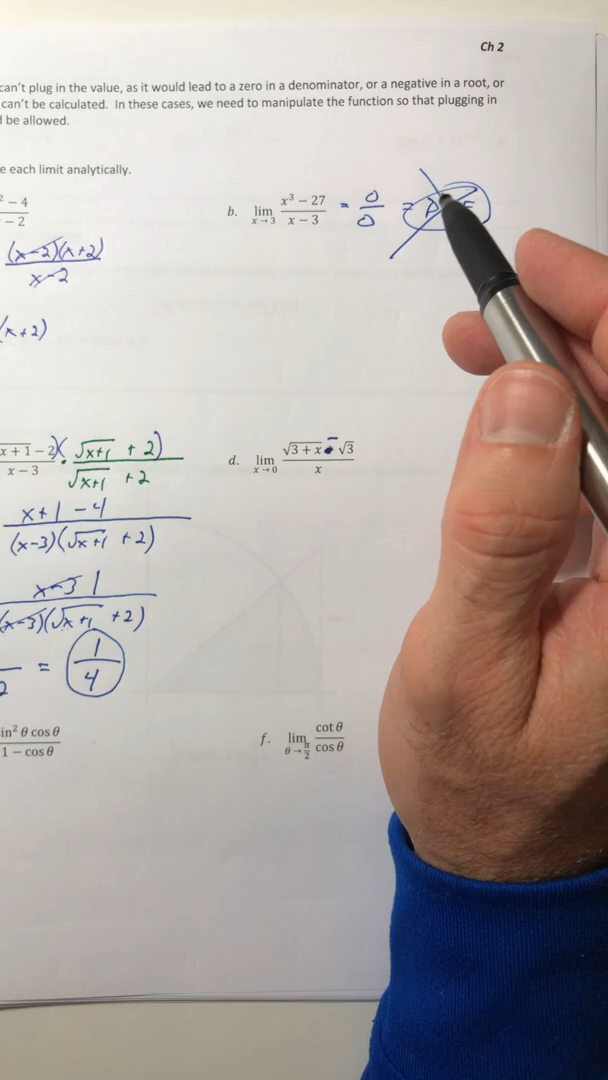 Ch 2
can't plug in the value, as it would lead to a zero in a denominator, or a negative in a root, or
can't be calculated. In these cases, we need to manipulate the function so that plugging in
be allowed.
e each limit analytically.
² − 4
− 2
(x-2)(x+2)
x-2
(x+2)
b. lim x→3 x³ − 27
x − 3
= 0/0 =
x + 1 − 2)(√x+1 + 2)
x − 3 · √x+1 + 2
x+1 -4
(x-3)(√x+1 + 2)
x-3 1
(x-3)(√x+1 +2)
2 = 1/4
d. lim x→0 √3 + x - √3
x
in² θ cos θ
1 − cos θ
f. lim θ→π/2 cot θ
cos θ